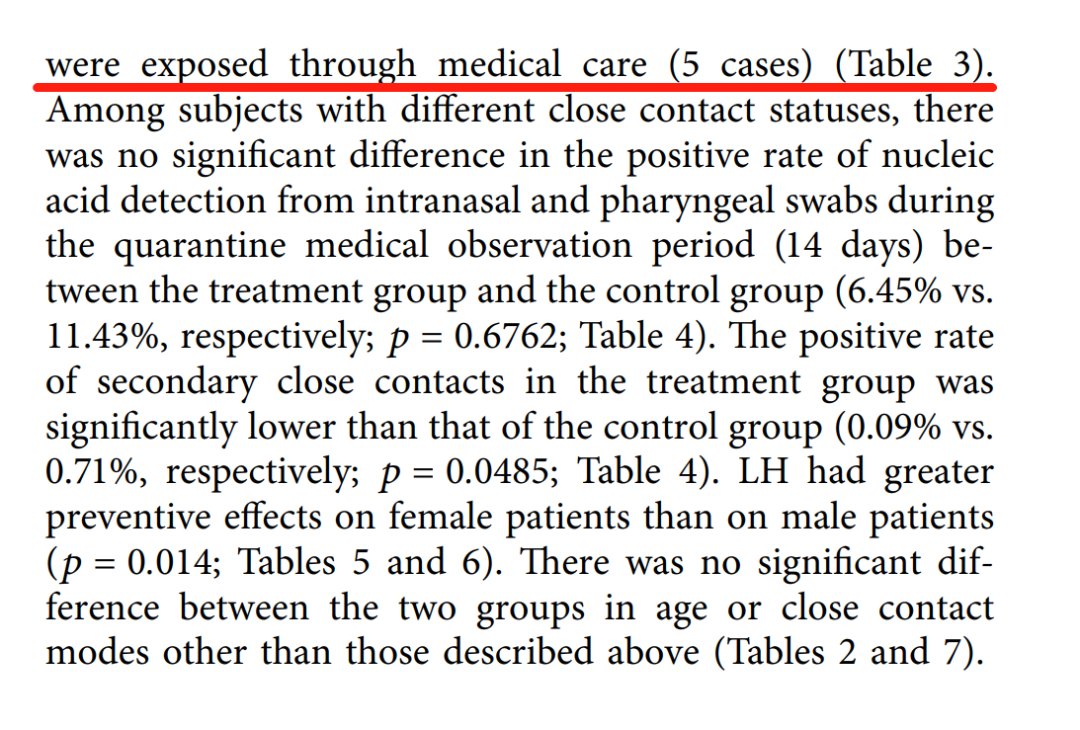 were exposed through medical care (5 cases) (Table 3).
Among subjects with different close contact statuses, there
was no significant difference in the positive rate of nucleic
acid detection from intranasal and pharyngeal swabs during
the quarantine medical observation period (14 days) be-
tween the treatment group and the control group (6.45% vs.
11.43%, respectively; p = 0.6762; Table 4). The positive rate
of secondary close contacts in the treatment group was
significantly lower than that of the control group (0.09% vs.
0.71%, respectively; p = 0.0485; Table 4). LH had greater
preventive effects on female patients than on male patients
(p = 0.014; Tables 5 and 6). There was no significant dif-
ference between the two groups in age or close contact
modes other than those described above (Tables 2 and 7).